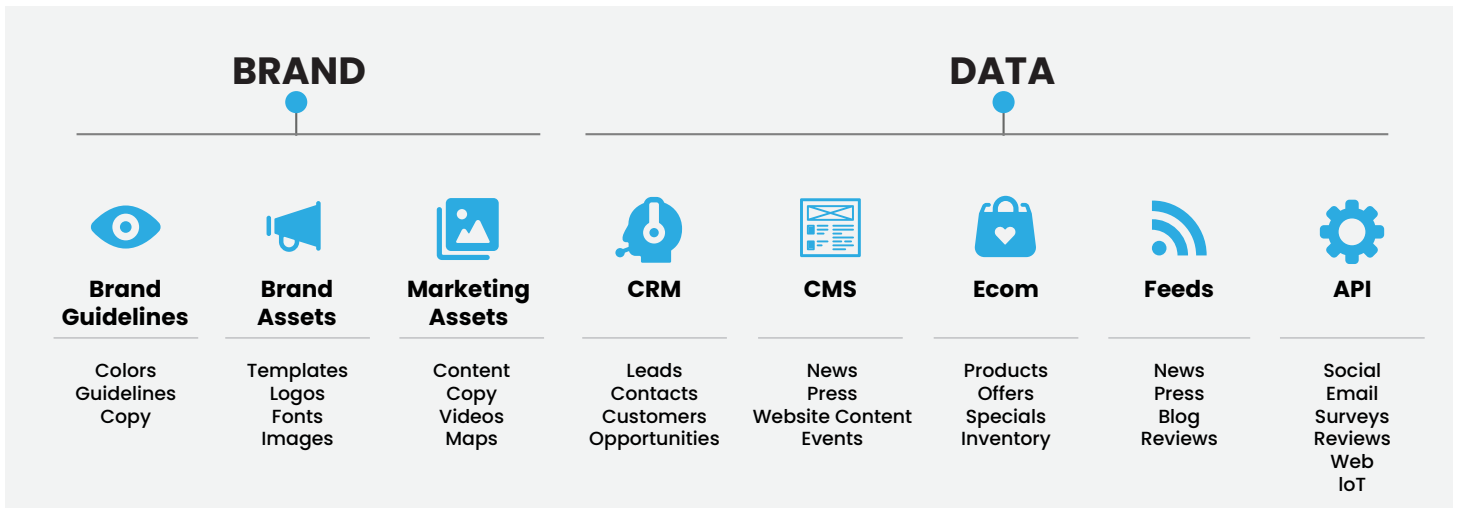 BRAND
DATA
Brand
Guidelines
Brand
Assets
Marketing
Assets
CRM
CMS
Ecom
Feeds
API
Colors
Guidelines
Copy
Templates
Logos
Fonts
Images
Content
Copy
Videos
Maps
Leads
Contacts
Customers
Opportunities
News
Press
Website Content
Events
Products
Offers
Specials
Inventory
News
Press
Blog
Reviews
Social
Email
Surveys
Reviews
Web
IoT